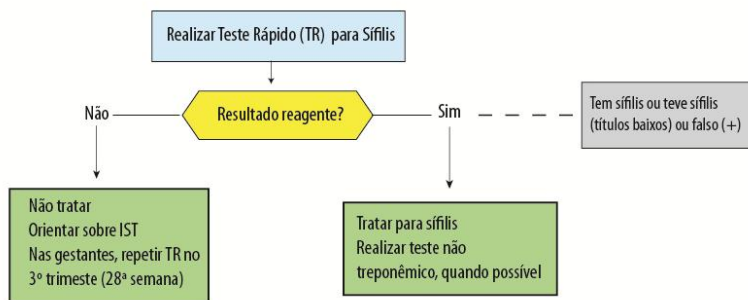 Realizar Teste Rápido (TR) para Sífilis
Resultado reagente?
Não
Sim
Tem sífilis ou teve sífilis
(títulos baixos) ou falso (+)
Não tratar
Orientar sobre IST
Nas gestantes, repetir TR no
3º trimestre (28ª semana)
Tratar para sífilis
Realizar teste não
treponêmico, quando possível